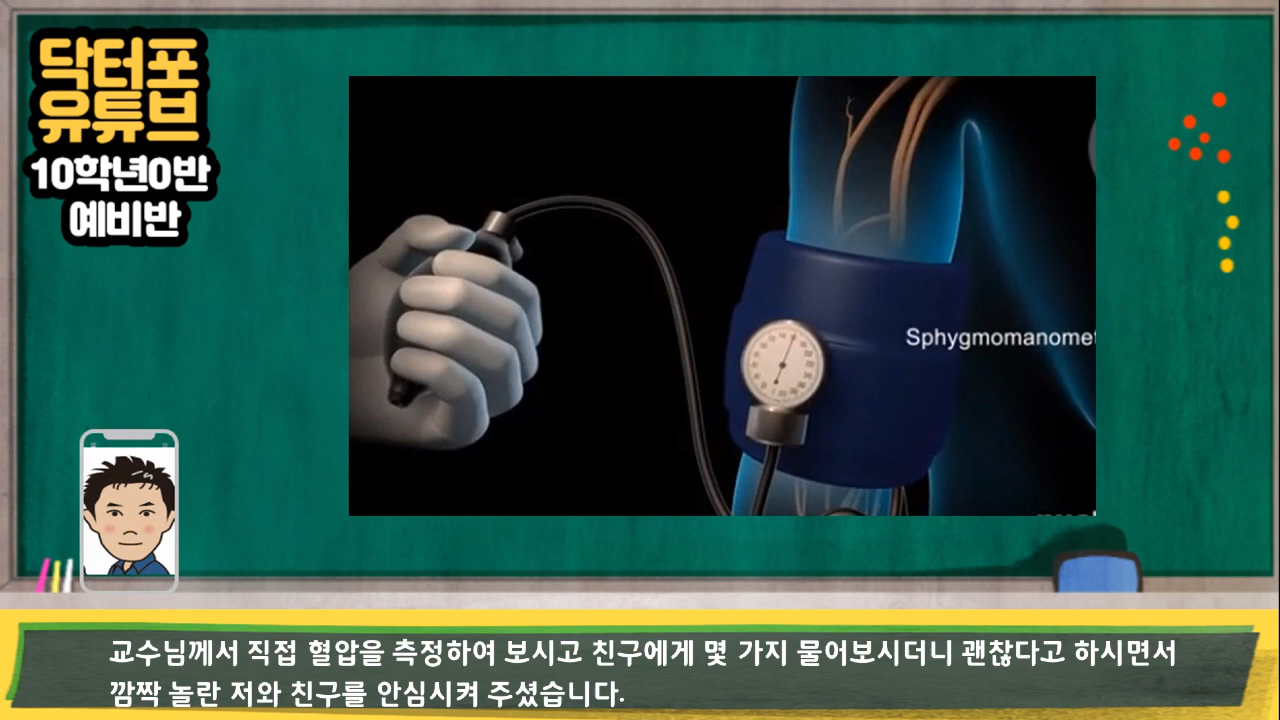 닥터포
유튜브
10학년0반
예비반
Sphygmomanomet
교수님께서 직접 혈압을 측정하여 보시고 친구에게 몇 가지 물어보시더니 괜찮다고 하시면서
깜짝 놀란 저와 친구를 안심시켜 주셨습니다.